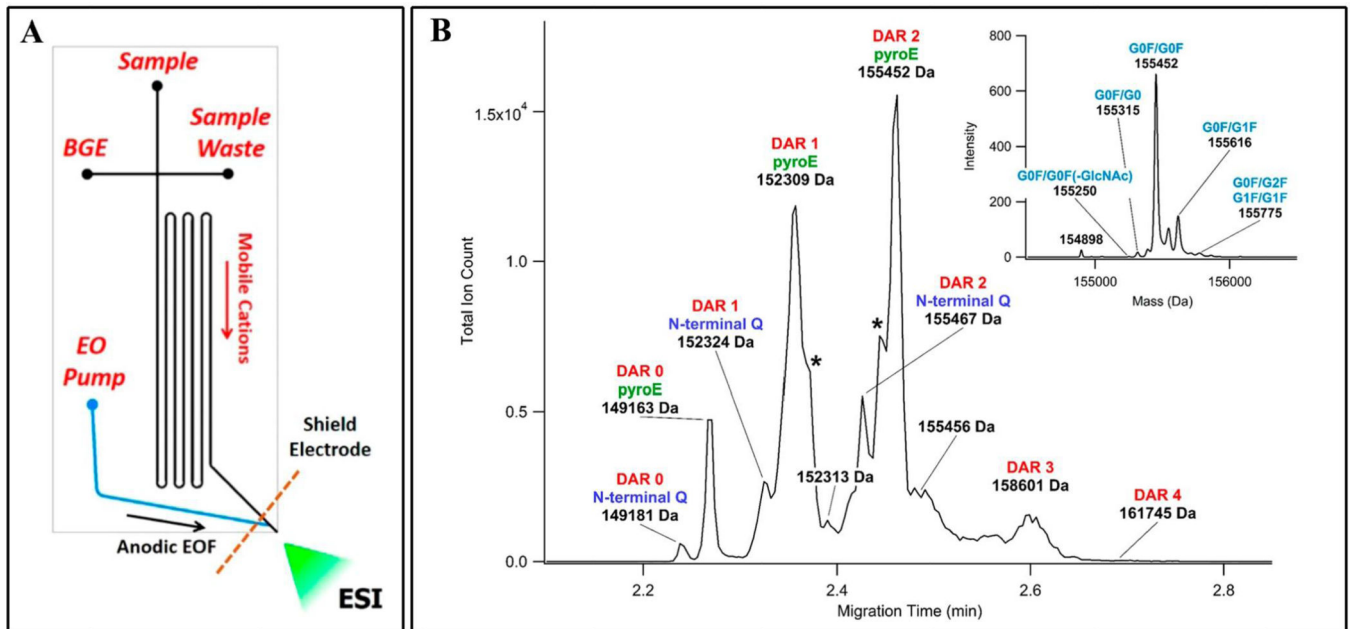 A
Sample
BGE
Sample
Waste
Mobile Cations
EO
Pump
Shield
Electrode
Anodic EOF
ESI
B
Total Ion Count
1.5x10⁴
1.0
0.5
0.0
2.2
2.4
2.6
2.8
Migration Time (min)
DAR 0
N-terminal Q
149181 Da
DAR 0
pyroE
149163 Da
DAR 1
N-terminal Q
152324 Da
DAR 1
pyroE
152309 Da
*
152313 Da
*
DAR 2
pyroE
155452 Da
DAR 2
N-terminal Q
155467 Da
155456 Da
DAR 3
158601 Da
DAR 4
161745 Da
Intensity
800
600
400
200
0
155000
156000
Mass (Da)
154898
G0F/G0F(-GlcNAc)
155250
G0F/G0
155315
G0F/G0F
155452
G0F/G1F
155616
G0F/G2F
G1F/G1F
155775